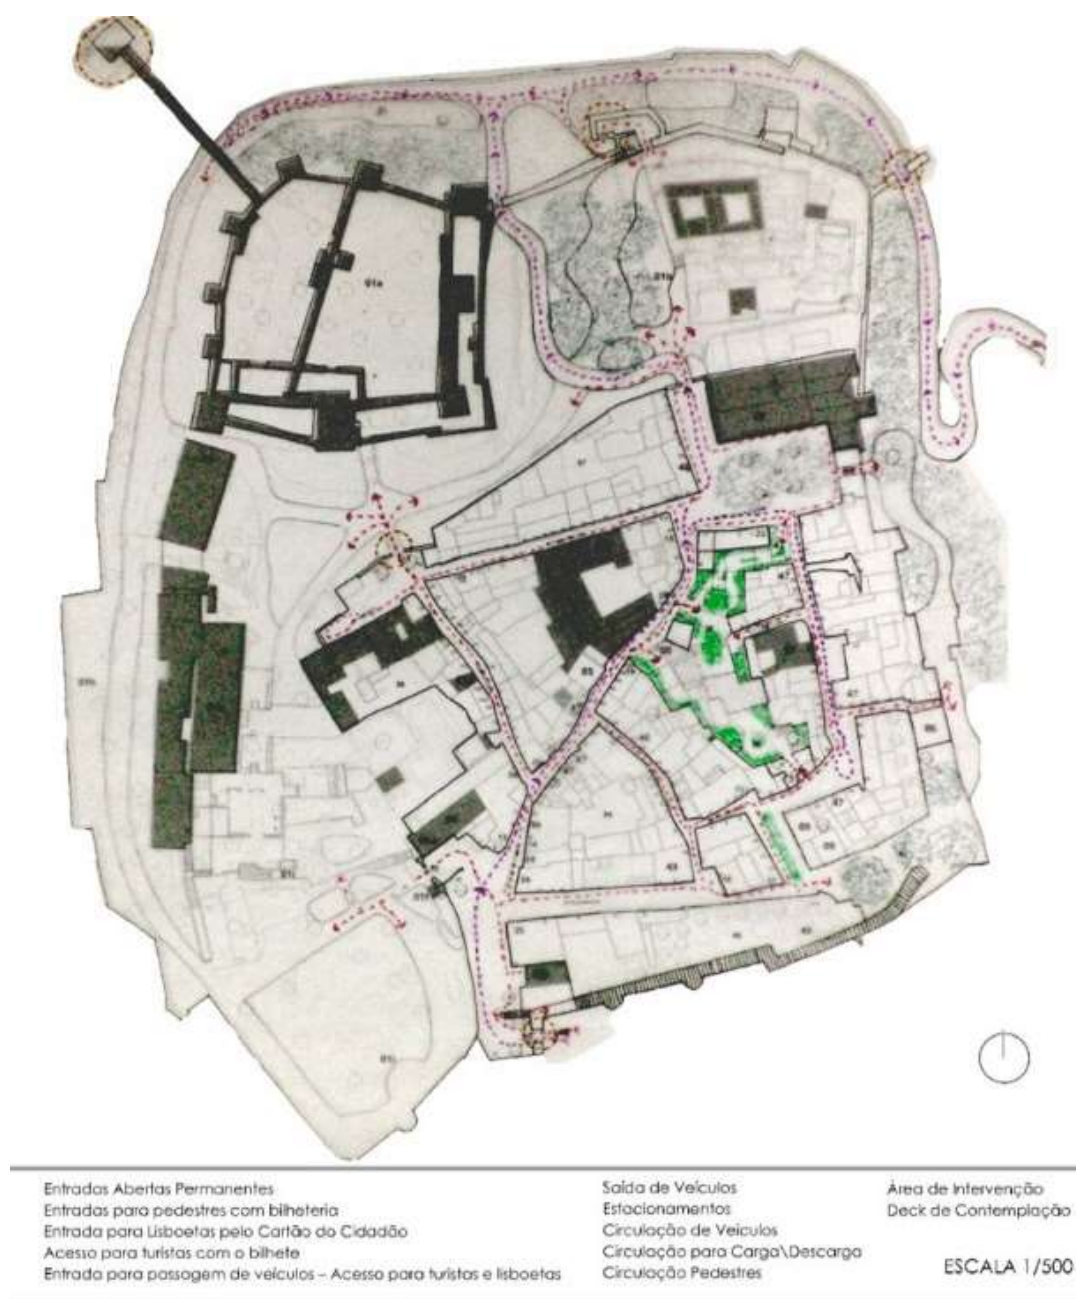 Entradas Abertas Permanentes
Entradas para pedestres com bilheteria
Entrada para Lisboetas pelo Cartão do Cidadão
Acesso para turistas com o bilhete
Entrada para passagem de veículos – Acesso para turistas e lisboetas
Saída de Veículos
Estacionamentos
Circulação de Veículos
Circulação para Carga\Descarga
Circulação Pedestres
Área de Intervenção
Deck de Contemplação
ESCALA 1/500